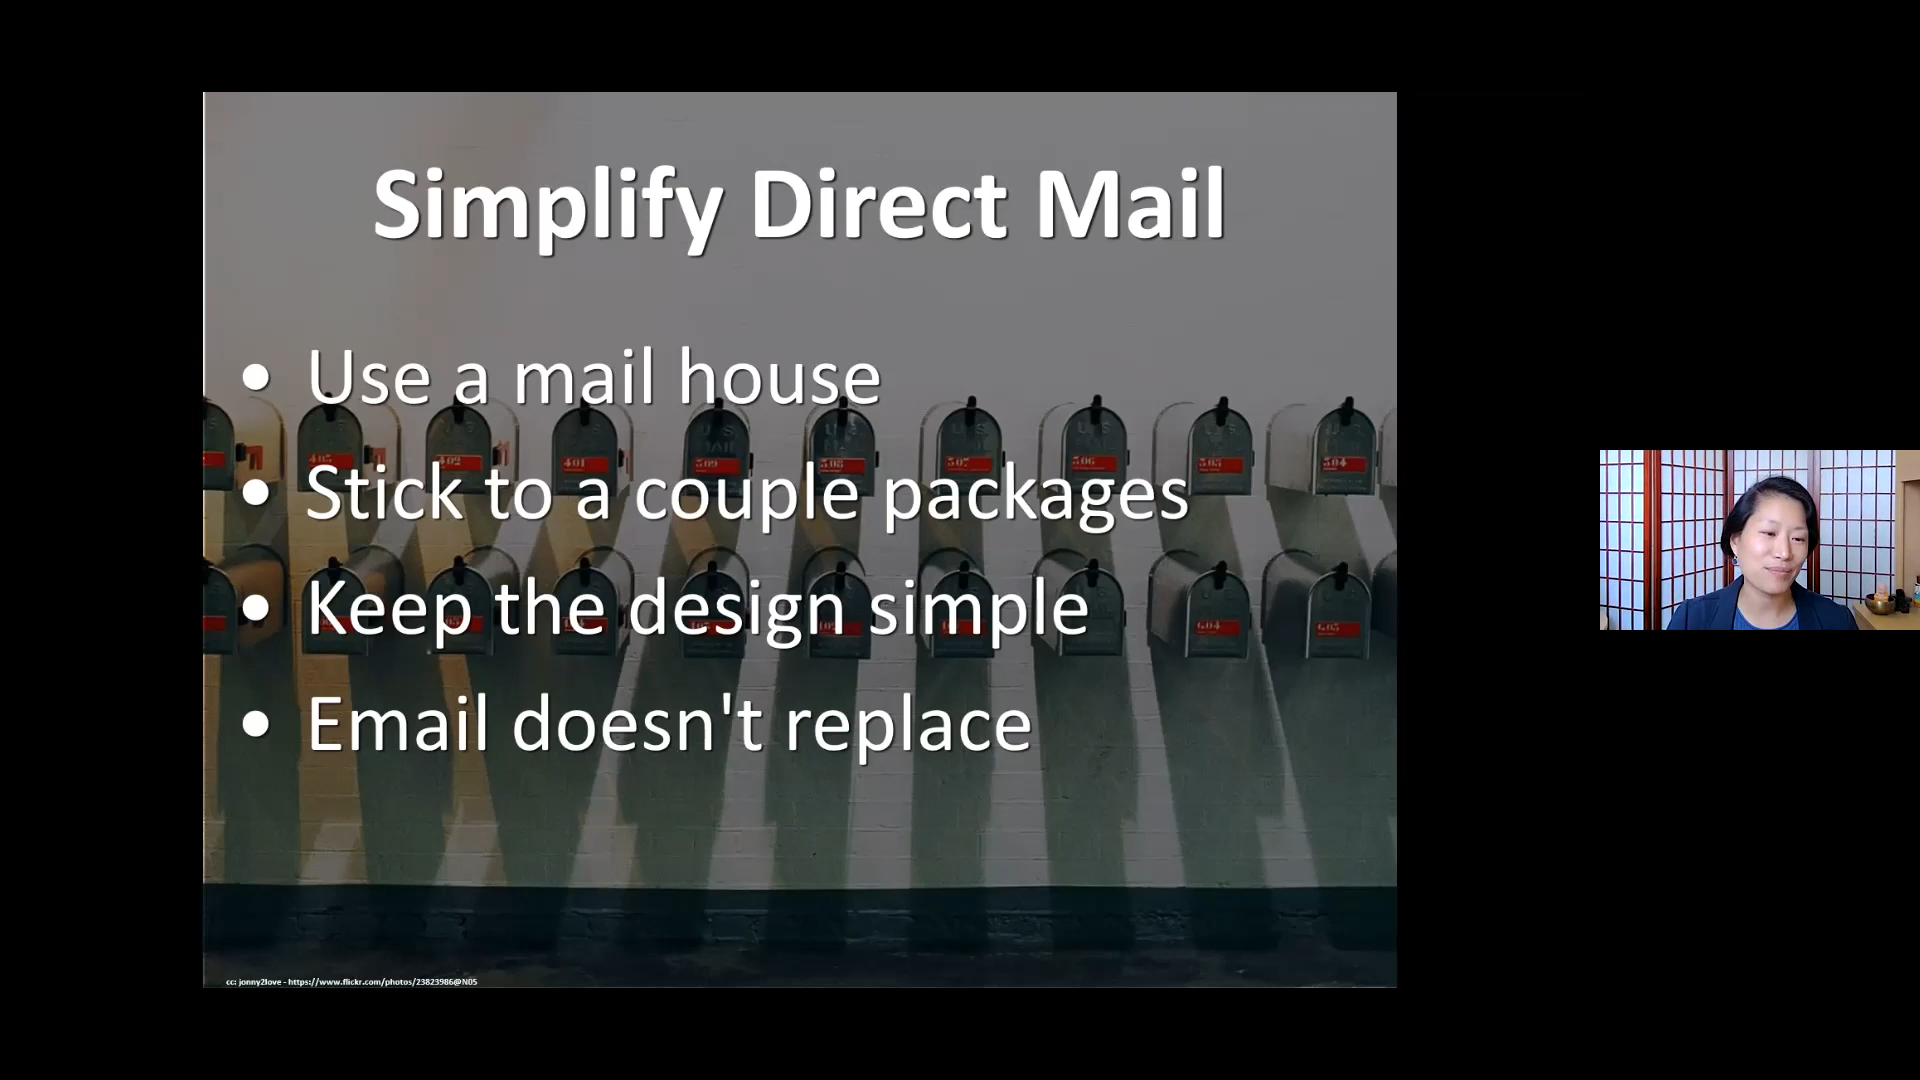 Simplify Direct Mail
• Use a mail house
• Stick to a couple packages
• Keep the design simple
• Email doesn't replace
cc: jonny2love - https://www.flickr.com/photos/23823986@N05